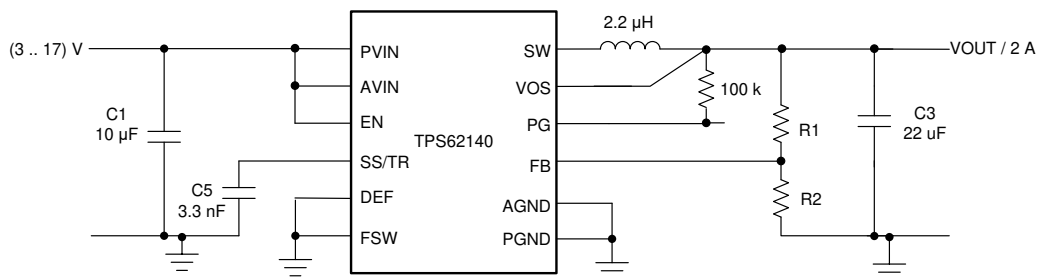 2.2 µH
(3 .. 17) V
PVIN
SW
VOUT / 2 A
AVIN
VOS
100 k
C1
10 µF
EN
PG
TPS62140
R1
C3
22 uF
SS/TR
FB
C5
3.3 nF
DEF
AGND
R2
FSW
PGND